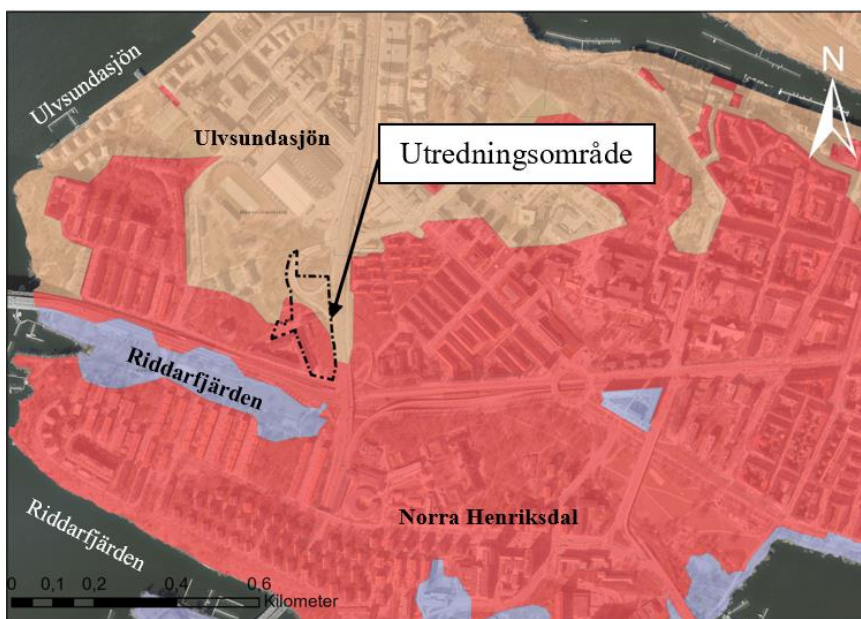 Ulvsundasjön
Ulvsundasjön
N
Utredningsområde
Riddarfjärden
Riddarfjärden
Norra Henriksdal
0 0,1 0,2 0,4 0,6
Kilometer